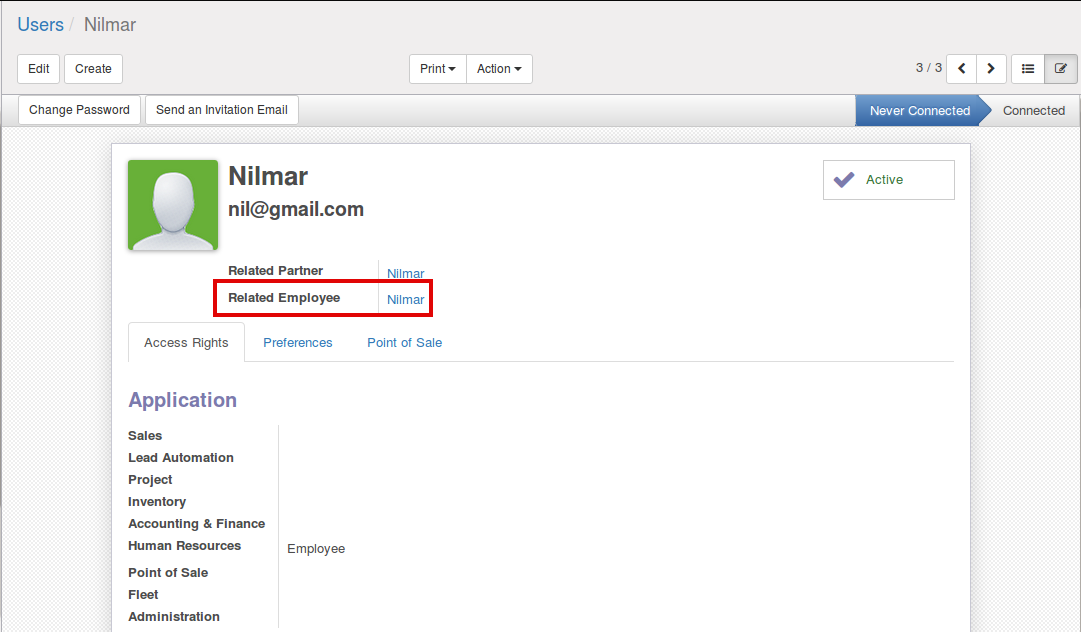 Users / Nilmar
Edit Create Print Action 3 / 3
Change Password Send an Invitation Email Never Connected Connected
Nilmar
Active
nil@gmail.com
Related Partner Nilmar
Related Employee Nilmar
Access Rights Preferences Point of Sale
Application
Sales
Lead Automation
Project
Inventory
Accounting & Finance
Human Resources Employee
Point of Sale
Fleet
Administration